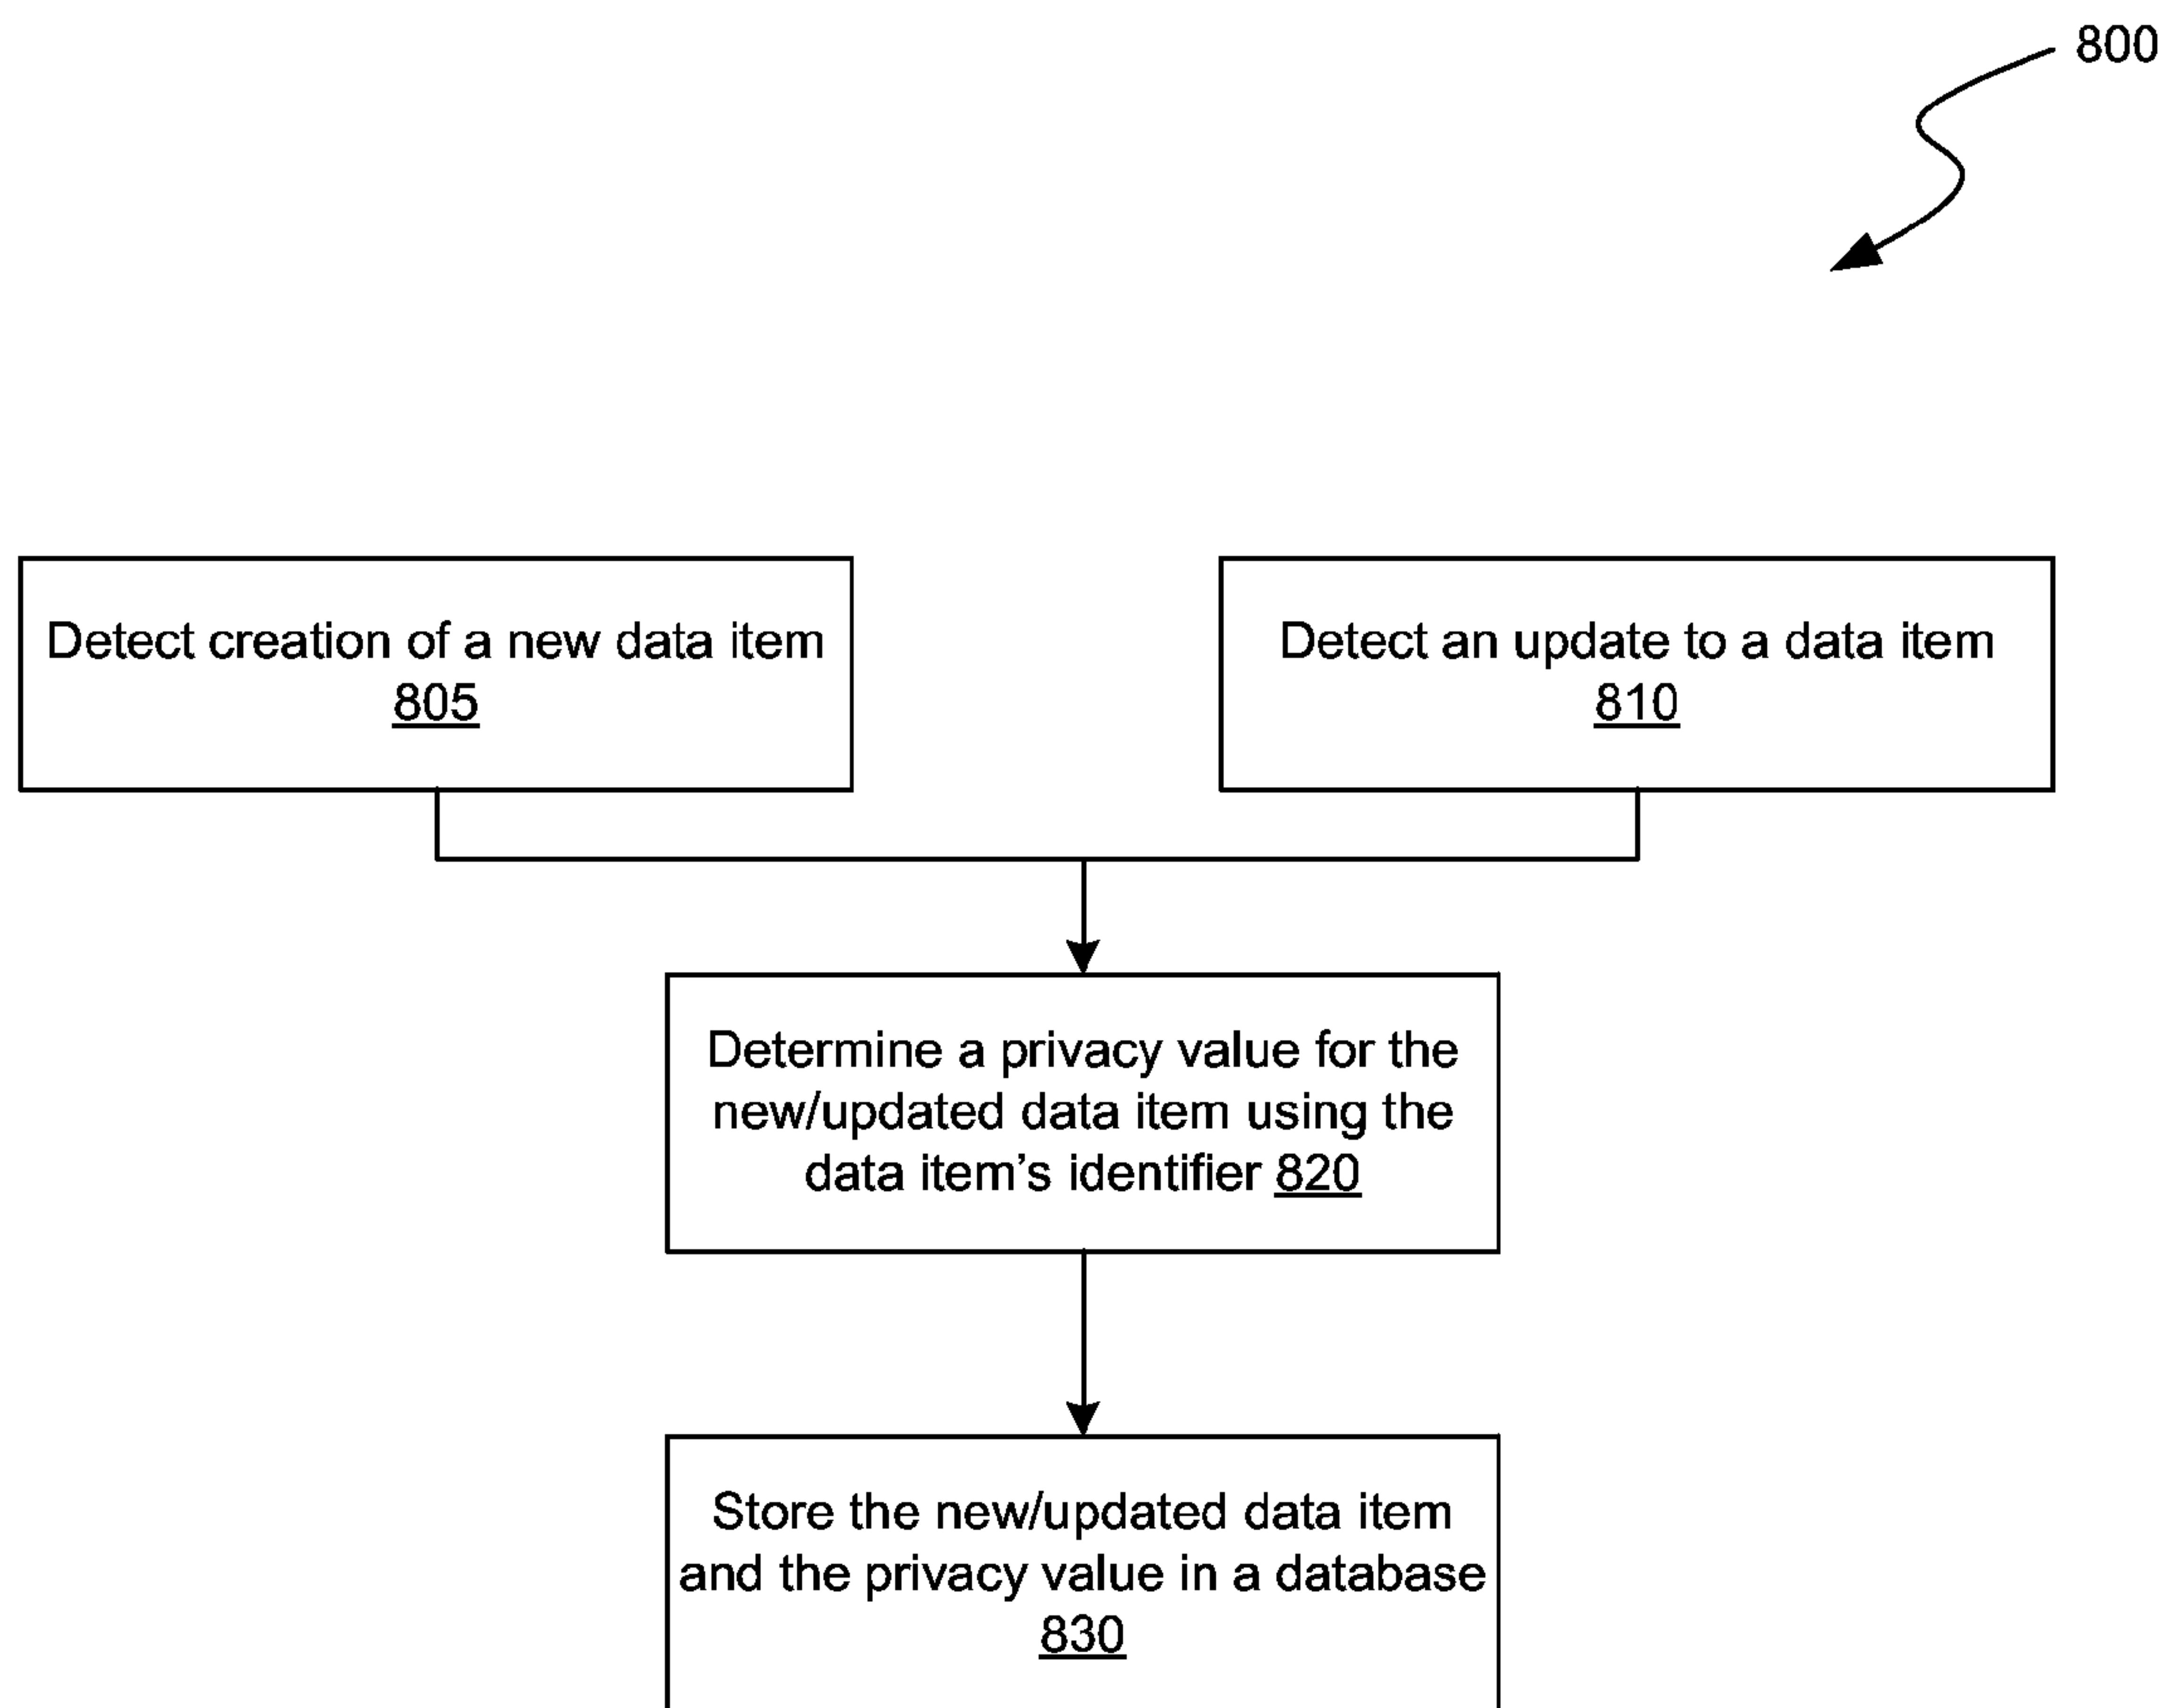 800
Detect creation of a new data item
805
Detect an update to a data item
810
Determine a privacy value for the
new/updated data item using the
data item’s identifier 820
Store the new/updated data item
and the privacy value in a database
830